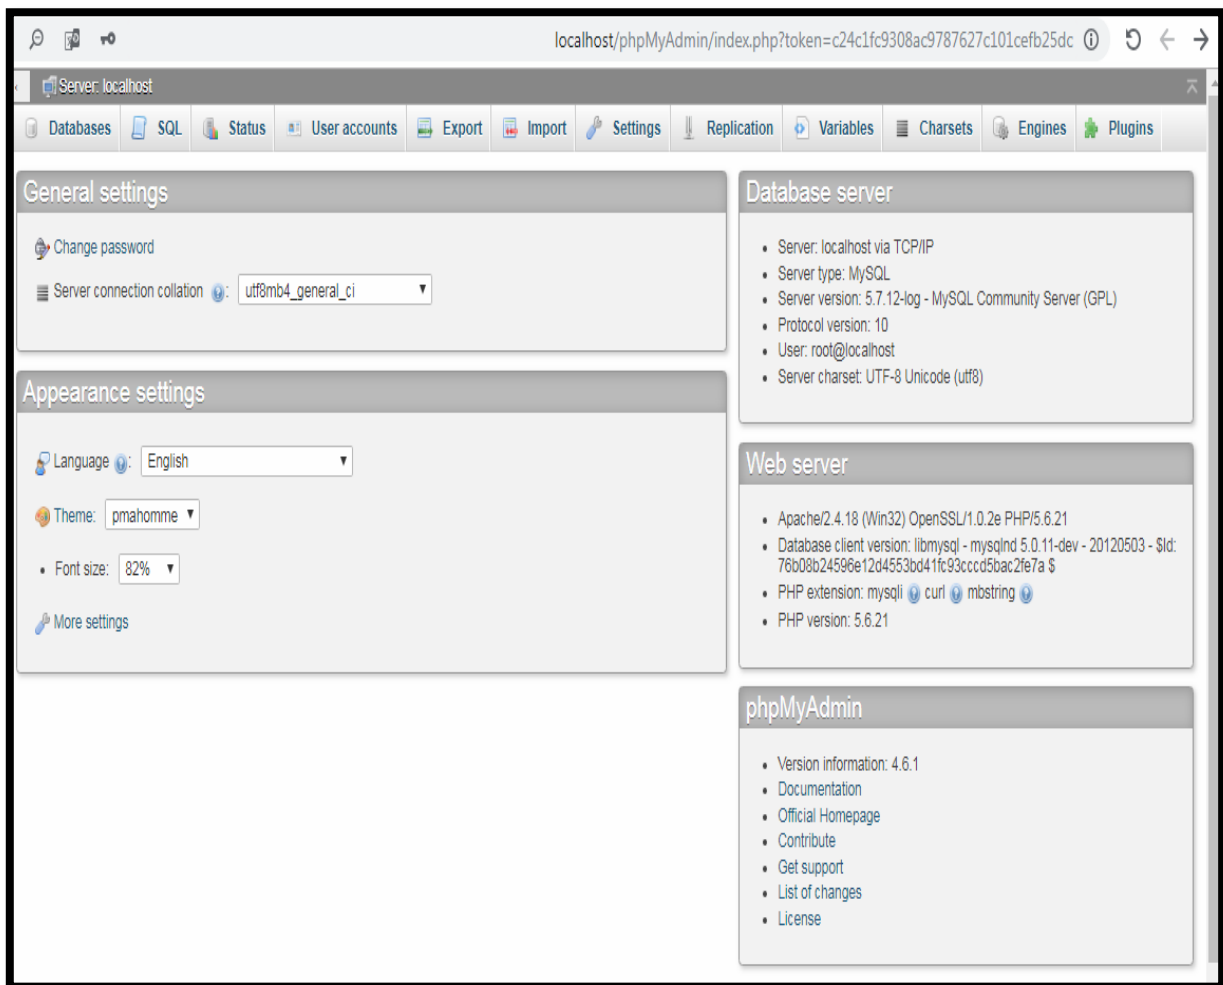 localhost/phpMyAdmin/index.php?token=c24c1fc9308ac9787627c101cefb25dc
Server: localhost
Databases SQL Status User accounts Export Import Settings Replication Variables Charsets Engines Plugins
General settings
Change password
Server connection collation : utf8mb4_general_ci
Appearance settings
Language : English
Theme: pmahomme
Font size: 82%
More settings
Database server
Server: localhost via TCP/IP
Server type: MySQL
Server version: 5.7.12-log - MySQL Community Server (GPL)
Protocol version: 10
User: root@localhost
Server charset: UTF-8 Unicode (utf8)
Web server
Apache/2.4.18 (Win32) OpenSSL/1.0.2e PHP/5.6.21
Database client version: libmysql - mysqlnd 5.0.11-dev - 20120503 - $Id:
76b08b24596e12d4553bd41fc93cccd5bac2fe7a $
PHP extension: mysqli curl mbstring
PHP version: 5.6.21
phpMyAdmin
Version information: 4.6.1
Documentation
Official Homepage
Contribute
Get support
List of changes
License